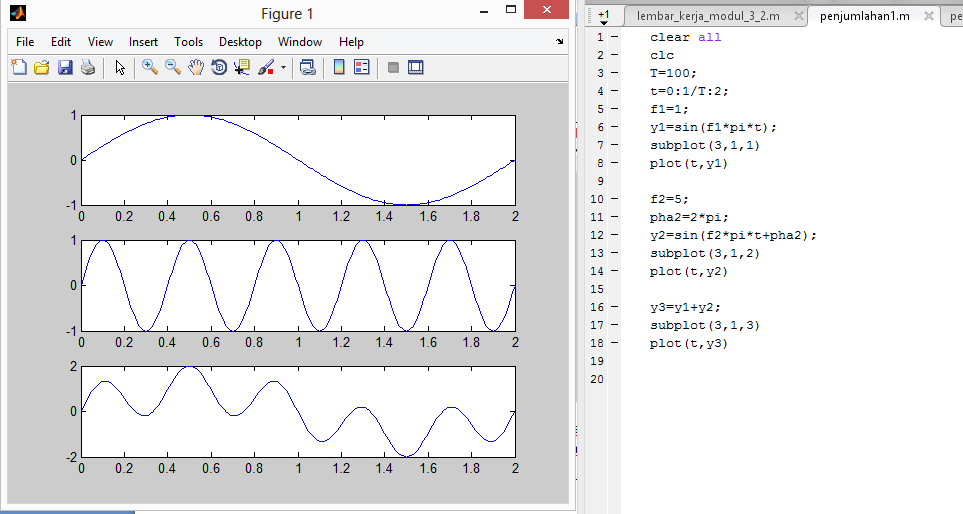 Figure 1
File Edit View Insert Tools Desktop Window Help
1
0
-1
0 0.2 0.4 0.6 0.8 1 1.2 1.4 1.6 1.8 2
1
0
-1
0 0.2 0.4 0.6 0.8 1 1.2 1.4 1.6 1.8 2
2
0
-2
0 0.2 0.4 0.6 0.8 1 1.2 1.4 1.6 1.8 2
+1 lembar_kerja_modul_3_2.m penjumlahan1.m pe
1 – clear all
2 – clc
3 – T=100;
4 – t=0:1/T:2;
5 – f1=1;
6 – y1=sin(f1*pi*t);
7 – subplot(3,1,1)
8 – plot(t,y1)
9
10 – f2=5;
11 – pha2=2*pi;
12 – y2=sin(f2*pi*t+pha2);
13 – subplot(3,1,2)
14 – plot(t,y2)
15
16 – y3=y1+y2;
17 – subplot(3,1,3)
18 – plot(t,y3)
19
20